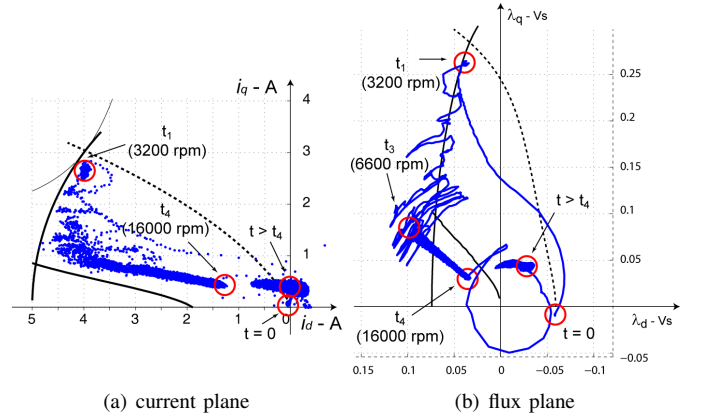 i_q - A
4
3
2
1
t_1
(3200 rpm)
t_4
(16000 rpm)
t > t_4
5
4
3
2
1
0
i_d - A
t = 0
(a) current plane
λ_q - Vs
0.25
0.2
0.15
0.1
0.05
−0.05
t_1
(3200 rpm)
t_3
(6600 rpm)
t > t_4
t_4
(16000 rpm)
t = 0
λ_d - Vs
0.15
0.1
0.05
0
-0.05
-0.1
(b) flux plane